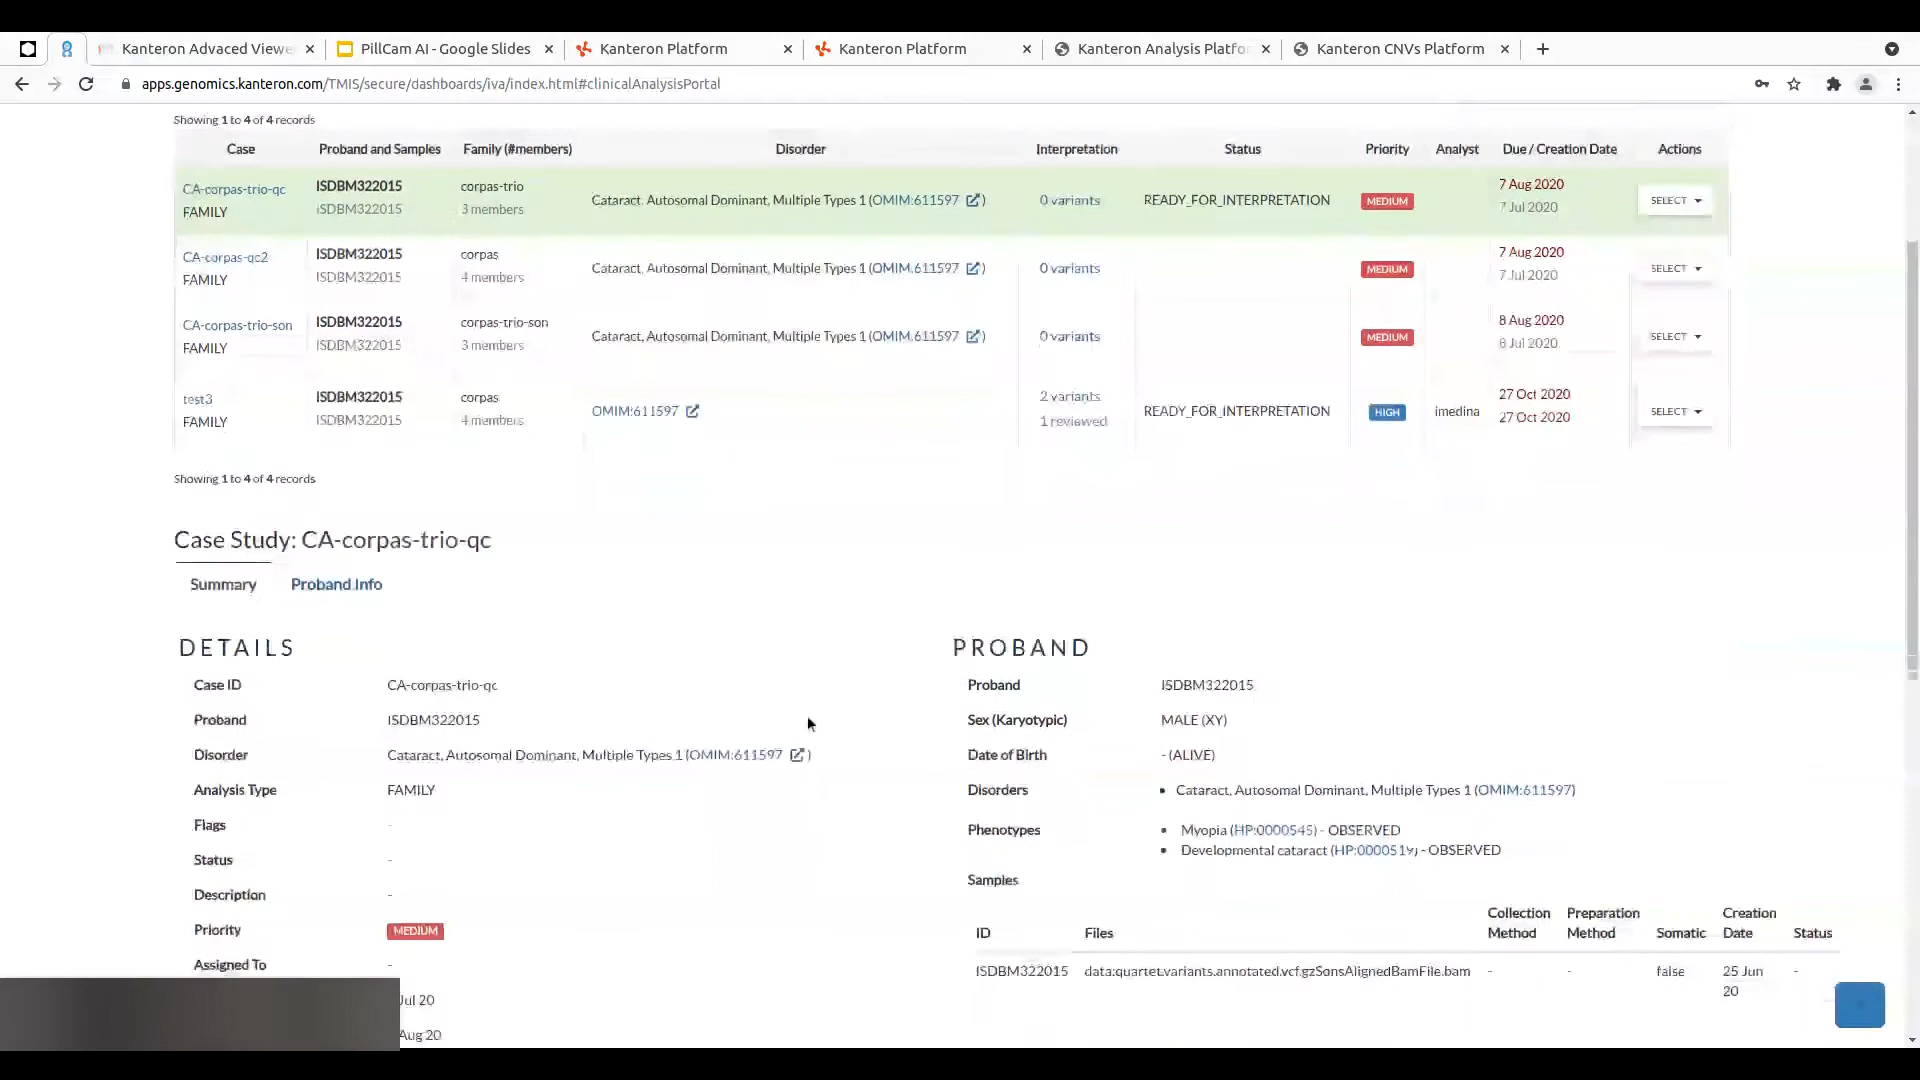 Kanteron Advaced Viewe
PillCam AI - Google Slides
Kanteron Platform
Kanteron Platform
Kanteron Analysis Platfo
Kanteron CNVs Platform
apps.genomics.kanteron.com/TMIS/secure/dashboards/iva/index.html#clinicalAnalysisPortal
Showing 1 to 4 of 4 records
Case Proband and Samples Family (#members) Disorder Interpretation Status Priority Analyst Due / Creation Date Actions
CA-corpas-trio-qc ISDBM322015 corpas-trio 7 Aug 2020
Cataract, Autosomal Dominant, Multiple Types 1 (OMIM:611597 ) 0 variants READY_FOR_INTERPRETATION MEDIUM SELECT
FAMILY ISDBM322015 3 members 7 Jul 2020
CA-corpas-qc2 ISDBM322015 corpas 7 Aug 2020
Cataract, Autosomal Dominant, Multiple Types 1 (OMIM:611597 ) 0 variants MEDIUM SELECT
FAMILY ISDBM322015 4 members 7 Jul 2020
CA-corpas-trio-son ISDBM322015 corpas-trio-son 8 Aug 2020
Cataract, Autosomal Dominant, Multiple Types 1 (OMIM:611597 ) 0 variants MEDIUM SELECT
FAMILY ISDBM322015 3 members 8 Jul 2020
test3 ISDBM322015 corpas 2 variants 27 Oct 2020
OMIM:611597 READY_FOR_INTERPRETATION HIGH imedina SELECT
FAMILY ISDBM322015 4 members 1 reviewed 27 Oct 2020
Showing 1 to 4 of 4 records
Case Study: CA-corpas-trio-qc
Summary Proband Info
DETAILS
Case ID CA-corpas-trio-qc
Proband ISDBM322015
Disorder Cataract, Autosomal Dominant, Multiple Types 1 (OMIM:611597 )
Analysis Type FAMILY
Flags -
Status -
Description -
Priority MEDIUM
Assigned To -
Jul 20
Aug 20
PROBAND
Proband ISDBM322015
Sex (Karyotypic) MALE (XY)
Date of Birth - (ALIVE)
Disorders • Cataract, Autosomal Dominant, Multiple Types 1 (OMIM:611597)
Phenotypes • Myopia (HP:0000545) - OBSERVED
• Developmental cataract (HP:0000519) - OBSERVED
Samples
ID Files Collection Method Preparation Method Somatic Creation Date Status
ISDBM322015 data:quartet.variants.annotated.vcf.gzSonsAlignedBamFile.bam - - false 25 Jun 20 -